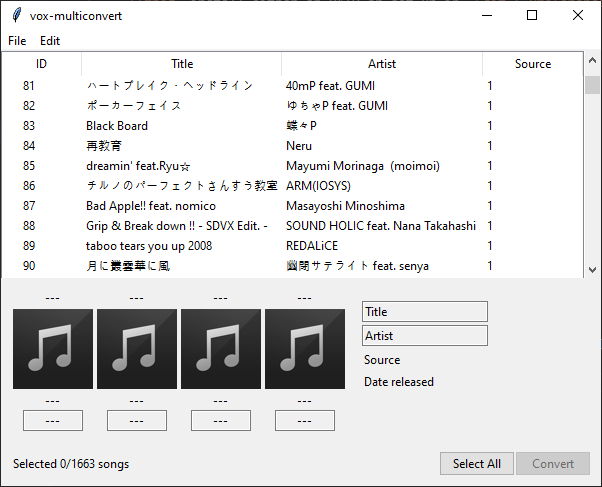 vox-multiconvert
File Edit
ID Title Artist Source
81 ハートブレイク・ヘッドライン 40mP feat. GUMI 1
82 ポーカーフェイス ゆちゃP feat. GUMI 1
83 Black Board 蝶々P 1
84 再教育 Neru 1
85 dreamin' feat.Ryu☆ Mayumi Morinaga (moimoi) 1
86 チルノのパーフェクトさんすう教室 ARM(IOSYS) 1
87 Bad Apple!! feat. nomico Masayoshi Minoshima 1
88 Grip & Break down !! - SDVX Edit. - SOUND HOLIC feat. Nana Takahashi 1
89 taboo tears you up 2008 REDALiCE 1
90 月に叢雲華に風 幽閉サテライト feat. senya 1
--- --- --- ---
Title
Artist
Source
Date released
--- --- --- ---
--- --- --- ---
Selected 0/1663 songs Select All Convert